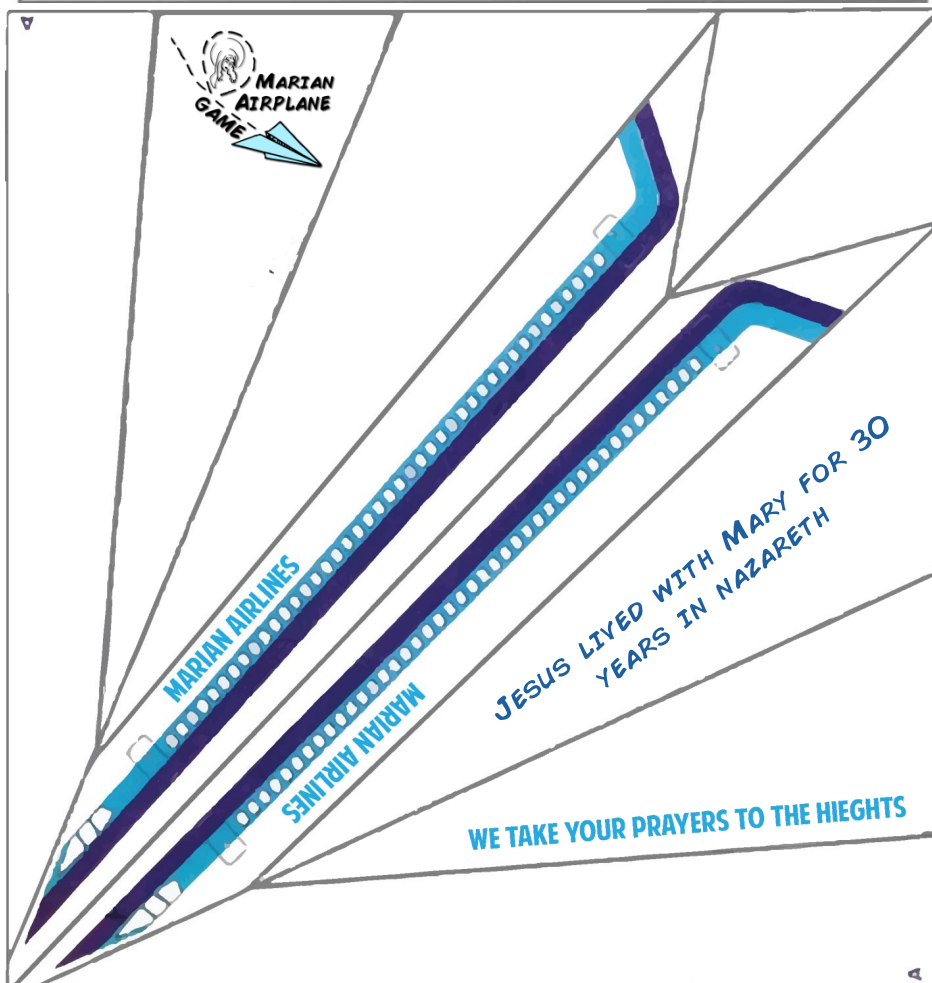 A
MARIAN
AIRPLANE
GAME
MARIAN AIRLINES
MARIAN AIRLINES
JESUS LIVED WITH MARY FOR 30
YEARS IN NAZARETH
WE TAKE YOUR PRAYERS TO THE HIEGHTS
A